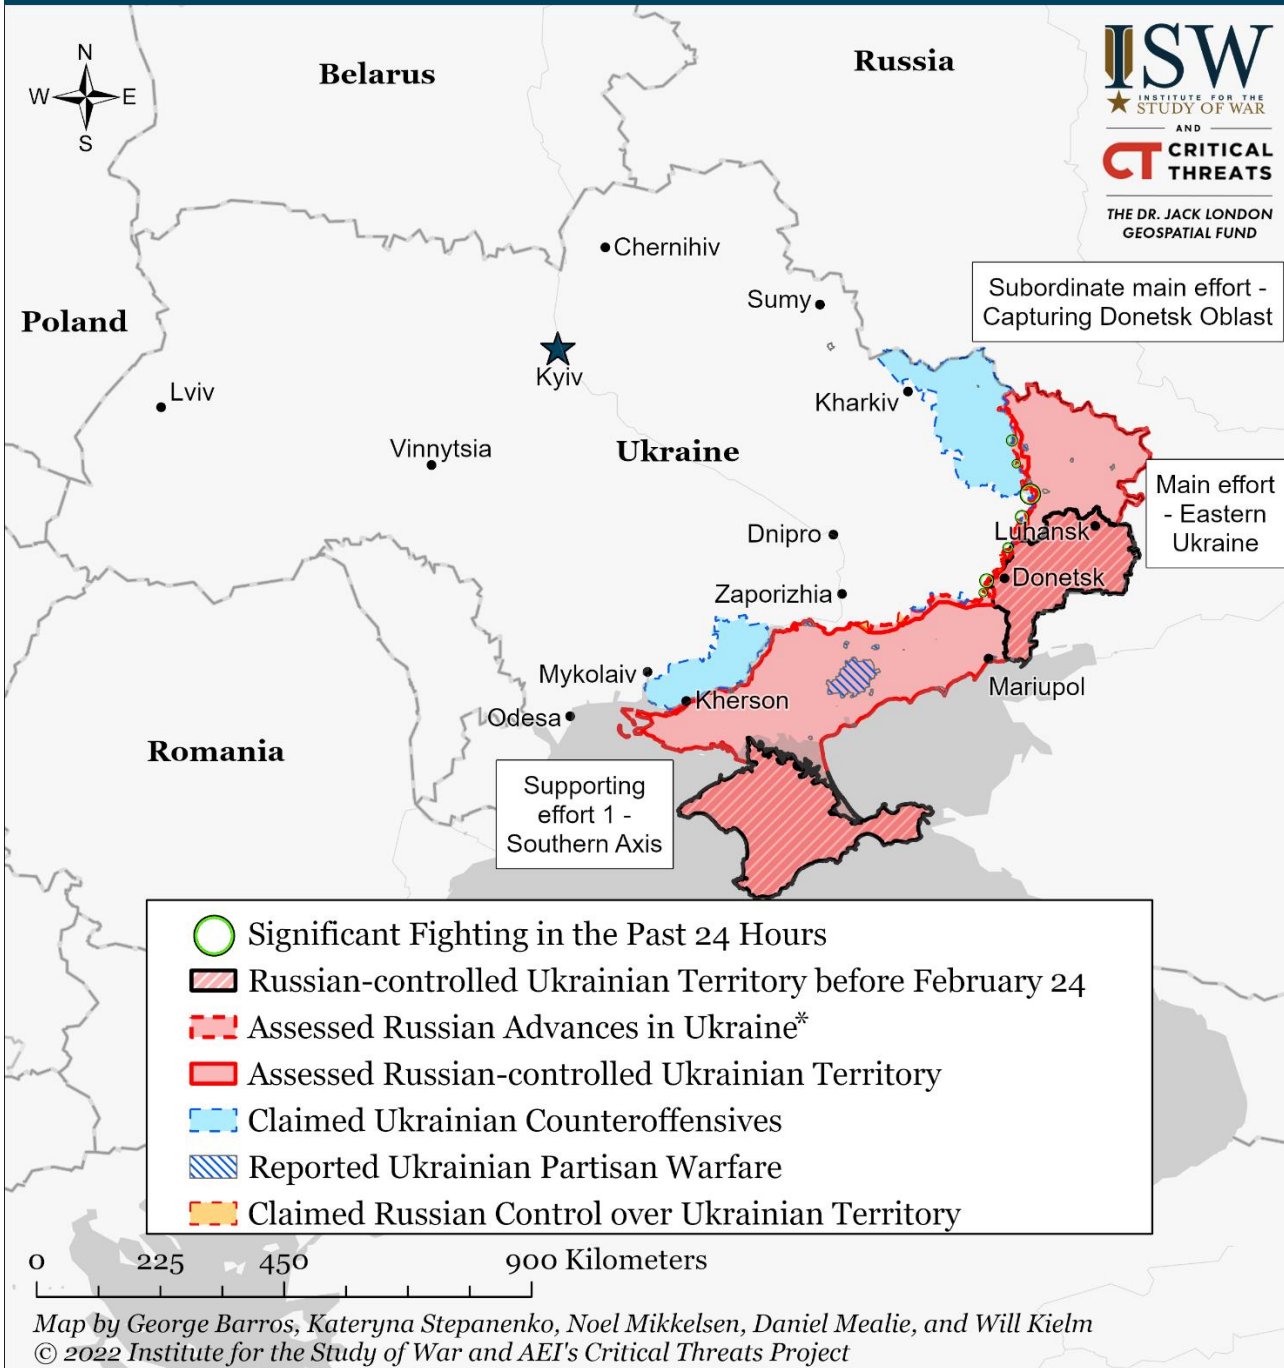 N
W
E
S
Belarus
Russia
ISW
INSTITUTE FOR THE
STUDY OF WAR
AND
CT CRITICAL
THREATS
THE DR. JACK LONDON
GEOSPATIAL FUND
Chernihiv
Sumy
Subordinate main effort -
Capturing Donetsk Oblast
Poland
Kyiv
Lviv
Kharkiv
Vinnytsia
Ukraine
Main effort
- Eastern
Ukraine
Dnipro
Luhansk
Donetsk
Zaporizhia
Mykolaiv
Mariupol
Kherson
Odesa
Romania
Supporting
effort 1 -
Southern Axis
Significant Fighting in the Past 24 Hours
Russian-controlled Ukrainian Territory before February 24
Assessed Russian Advances in Ukraine*
Assessed Russian-controlled Ukrainian Territory
Claimed Ukrainian Counteroffensives
Reported Ukrainian Partisan Warfare
Claimed Russian Control over Ukrainian Territory
0 225 450 900 Kilometers
Map by George Barros, Kateryna Stepanenko, Noel Mikkelsen, Daniel Mealie, and Will Kielm
© 2022 Institute for the Study of War and AEI's Critical Threats Project